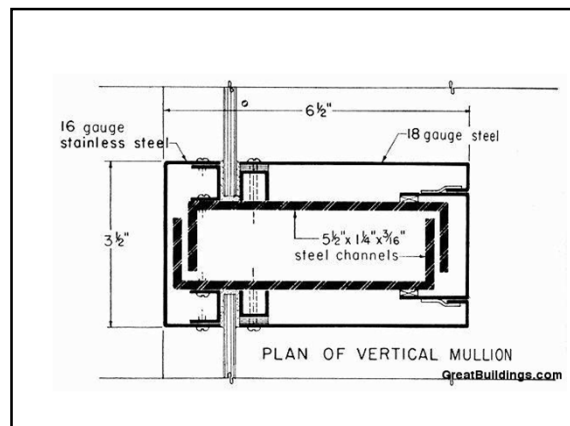 6½"
16 gauge
stainless steel
18 gauge steel
3½"
5½" x 1¼" x 3/16"
steel channels
PLAN OF VERTICAL MULLION
GreatBuildings.com